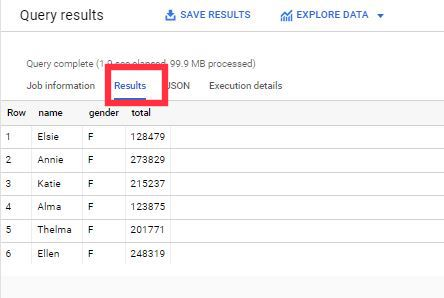 Query results SAVE RESULTS EXPLORE DATA
Query complete (1.9 sec elapsed, 99.9 MB processed)
Job information Results JSON Execution details
Row name gender total
1 Elsie F 128479
2 Annie F 273829
3 Katie F 215237
4 Alma F 123875
5 Thelma F 201771
6 Ellen F 248319